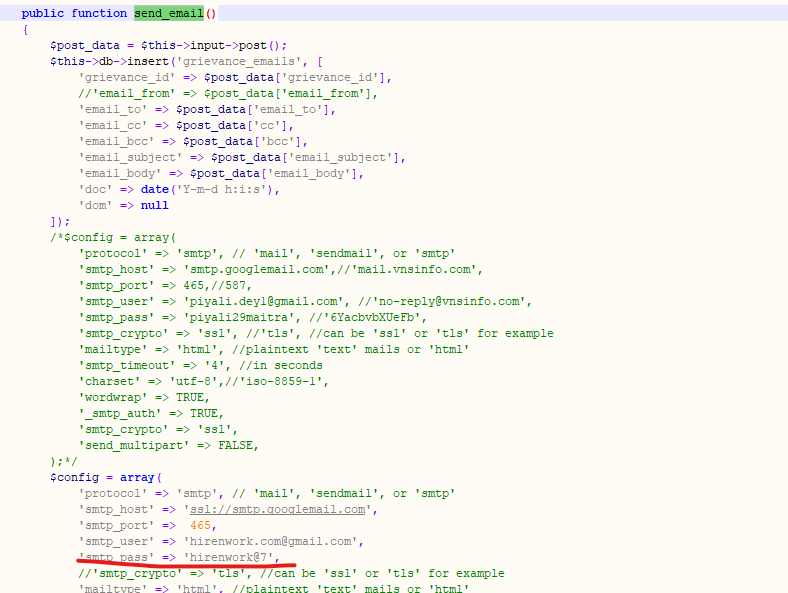 public function send_email()
{
$post_data = $this->input->post();
$this->db->insert('grievance_emails', [
'grievance_id' => $post_data['grievance_id'],
//'email_from' => $post_data['email_from'],
'email_to' => $post_data['email_to'],
'email_cc' => $post_data['cc'],
'email_bcc' => $post_data['bcc'],
'email_subject' => $post_data['email_subject'],
'email_body' => $post_data['email_body'],
'doc' => date('Y-m-d h:i:s'),
'dom' => null
]);
/*$config = array(
'protocol' => 'smtp', // 'mail', 'sendmail', or 'smtp'
'smtp_host' => 'smtp.googlemail.com',//'mail.vnsinfo.com',
'smtp_port' => 465,//587,
'smtp_user' => 'piyali.dey1@gmail.com', //'no-reply@vnsinfo.com',
'smtp_pass' => 'piyali29maitra', //'6YacbvbXUeFb',
'smtp_crypto' => 'ssl', //'tls', //can be 'ssl' or 'tls' for example
'mailtype' => 'html', //plaintext 'text' mails or 'html'
'smtp_timeout' => '4', //in seconds
'charset' => 'utf-8',//'iso-8859-1',
'wordwrap' => TRUE,
'_smtp_auth' => TRUE,
'smtp_crypto' => 'ssl',
'send_multipart' => FALSE,
);*/
$config = array(
'protocol' => 'smtp', // 'mail', 'sendmail', or 'smtp'
'smtp_host' => 'ssl://smtp.googlemail.com',
'smtp_port' => 465,
'smtp_user' => 'hirenwork.com@gmail.com',
'smtp_pass' => 'hirenwork@7',
//'smtp_crypto' => 'tls', //can be 'ssl' or 'tls' for example
'mailtype' => 'html', //plaintext 'text' mails or 'html'